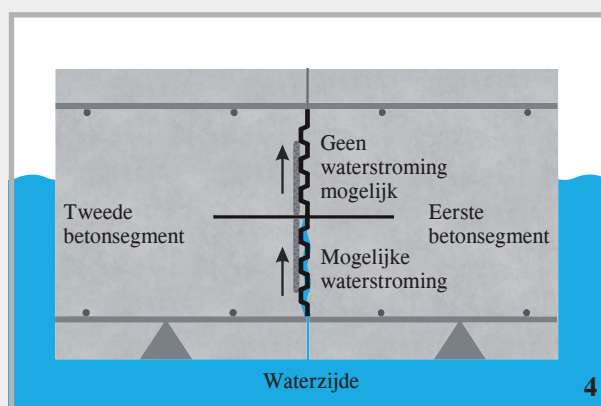 Geen
waterstroming
mogelijk
Tweede
betonsegment
Eerste
betonsegment
Mogelijke
waterstroming
Waterzijde
4